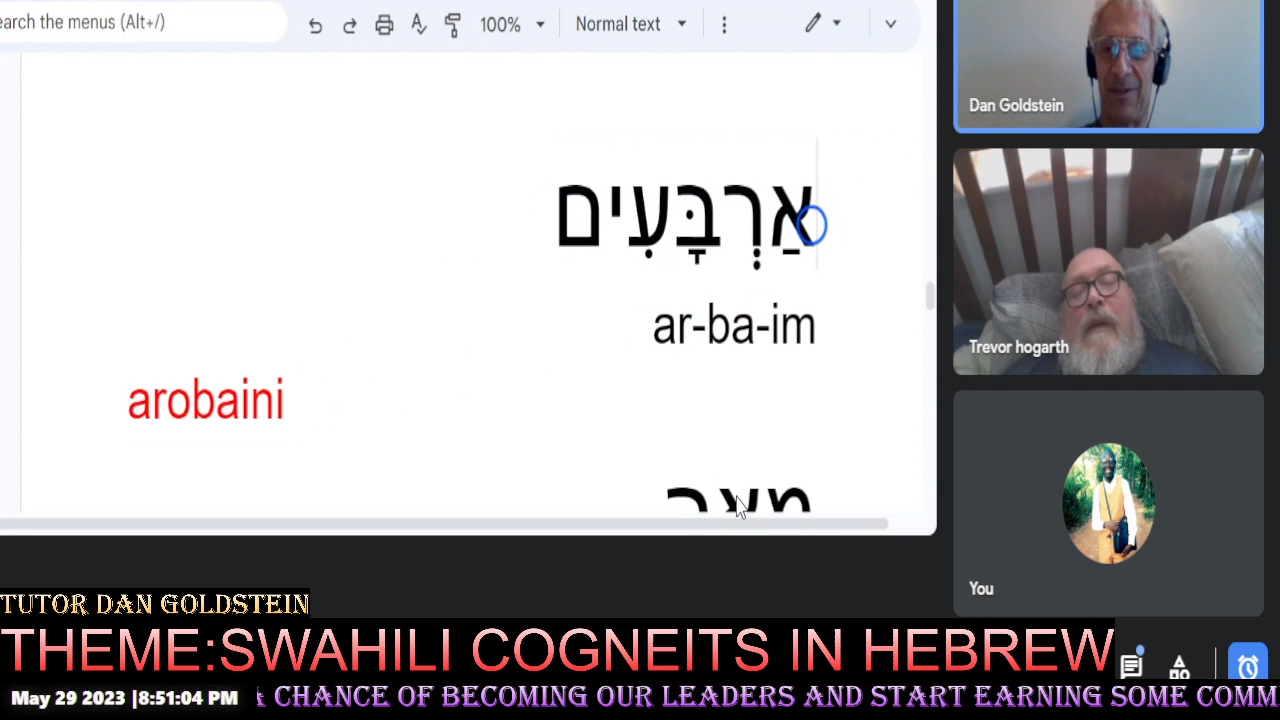 earch the menus (Alt+/)
100%
Normal text
Dan Goldstein
אַרְבָּעִים
ar-ba-im
Trevor hogarth
arobaini
You
TUTOR DAN GOLDSTEIN
THEME:SWAHILI COGNEITS IN HEBREW
May 29 2023 |8:51:04 PM
CHANCE OF BECOMING OUR LEADERS AND START EARNING SOME COMM